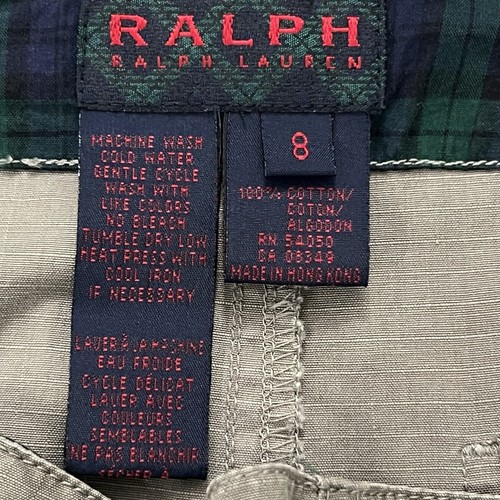 RALPH
RALPH LAUREN
8
MACHINE WASH
COLD WATER
GENTLE CYCLE
WASH WITH
LIKE COLORS
NO BLEACH
TUMBLE DRY LOW
HEAT PRESS WITH
COOL IRON
IF NECESSARY
LAVER À LA MACHINE
EAU FROIDE
CYCLE DÉLICAT
LAVER AVEC
COULEURS
SEMBLABLES
NE PAS BLANCHIR
SÉCHER À
100% COTTON/
COTON/
ALGODON
RN 54050
CA 08349
MADE IN HONG KONG